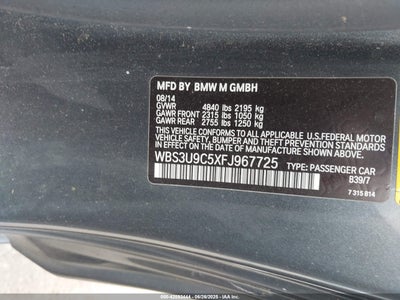 MFD BY BMW M GMBH
08/14
GVWR 4840 lbs 2195 kg
GAWR FRONT 2315 lbs 1050 kg
GAWR REAR 2755 lbs 1250 kg
THIS VEHICLE CONFORMS TO ALL APPLICABLE U.S.FEDERAL MOTOR
VEHICLE SAFETY, BUMPER AND THEFT PREVENTION STANDARDS
IN EFFECT ON THE DATE OF MANUFACTURE SHOWN ABOVE.
WBS3U9C5XFJ967725
TYPE: PASSENGER CAR
B39/7
7 315 814